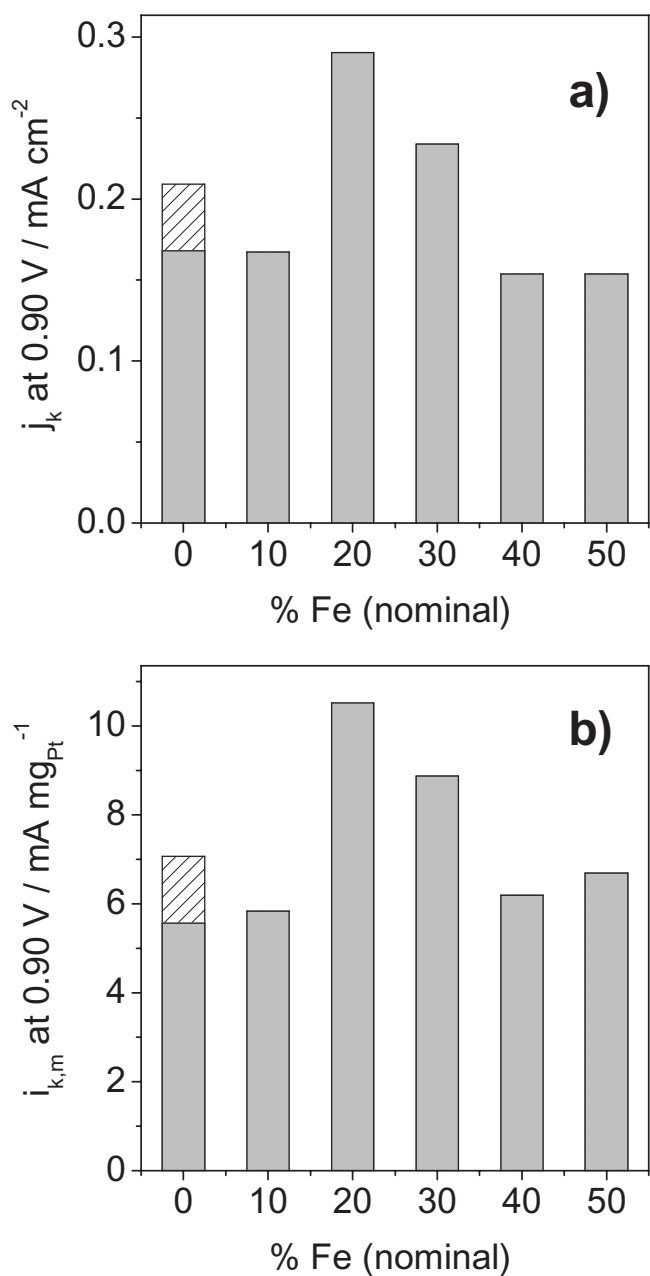 a)
j_k at 0.90 V / mA cm^-2
0.3
0.2
0.1
0.0
0 10 20 30 40 50
% Fe (nominal)
b)
i_k,m at 0.90 V / mA mg_Pt^-1
10
8
6
4
2
0
0 10 20 30 40 50
% Fe (nominal)